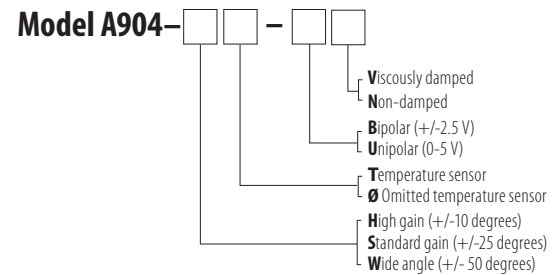 Model A904– –
Viscously damped
Non-damped
Bipolar (+/-2.5 V)
Unipolar (0-5 V)
Temperature sensor
Ø Omitted temperature sensor
High gain (+/-10 degrees)
Standard gain (+/-25 degrees)
Wide angle (+/- 50 degrees)